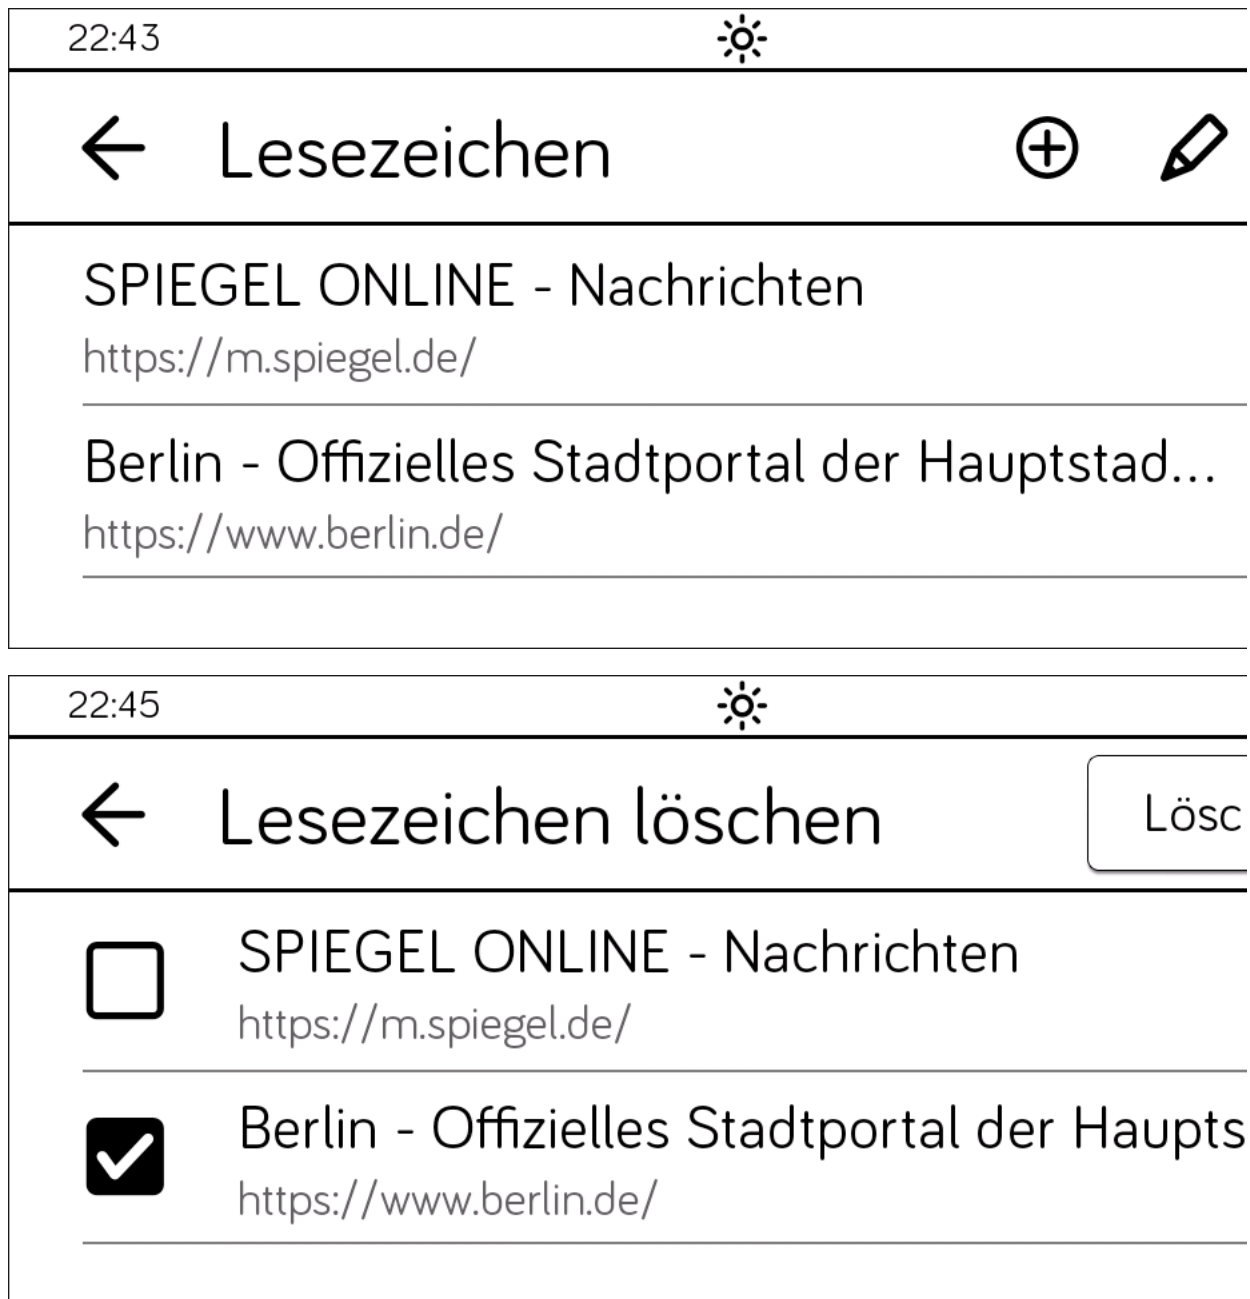 22:43
Lesezeichen
SPIEGEL ONLINE - Nachrichten
https://m.spiegel.de/
Berlin - Offizielles Stadtportal der Hauptstad...
https://www.berlin.de/
22:45
Lesezeichen löschen
Lösc
SPIEGEL ONLINE - Nachrichten
https://m.spiegel.de/
Berlin - Offizielles Stadtportal der Haupts
https://www.berlin.de/